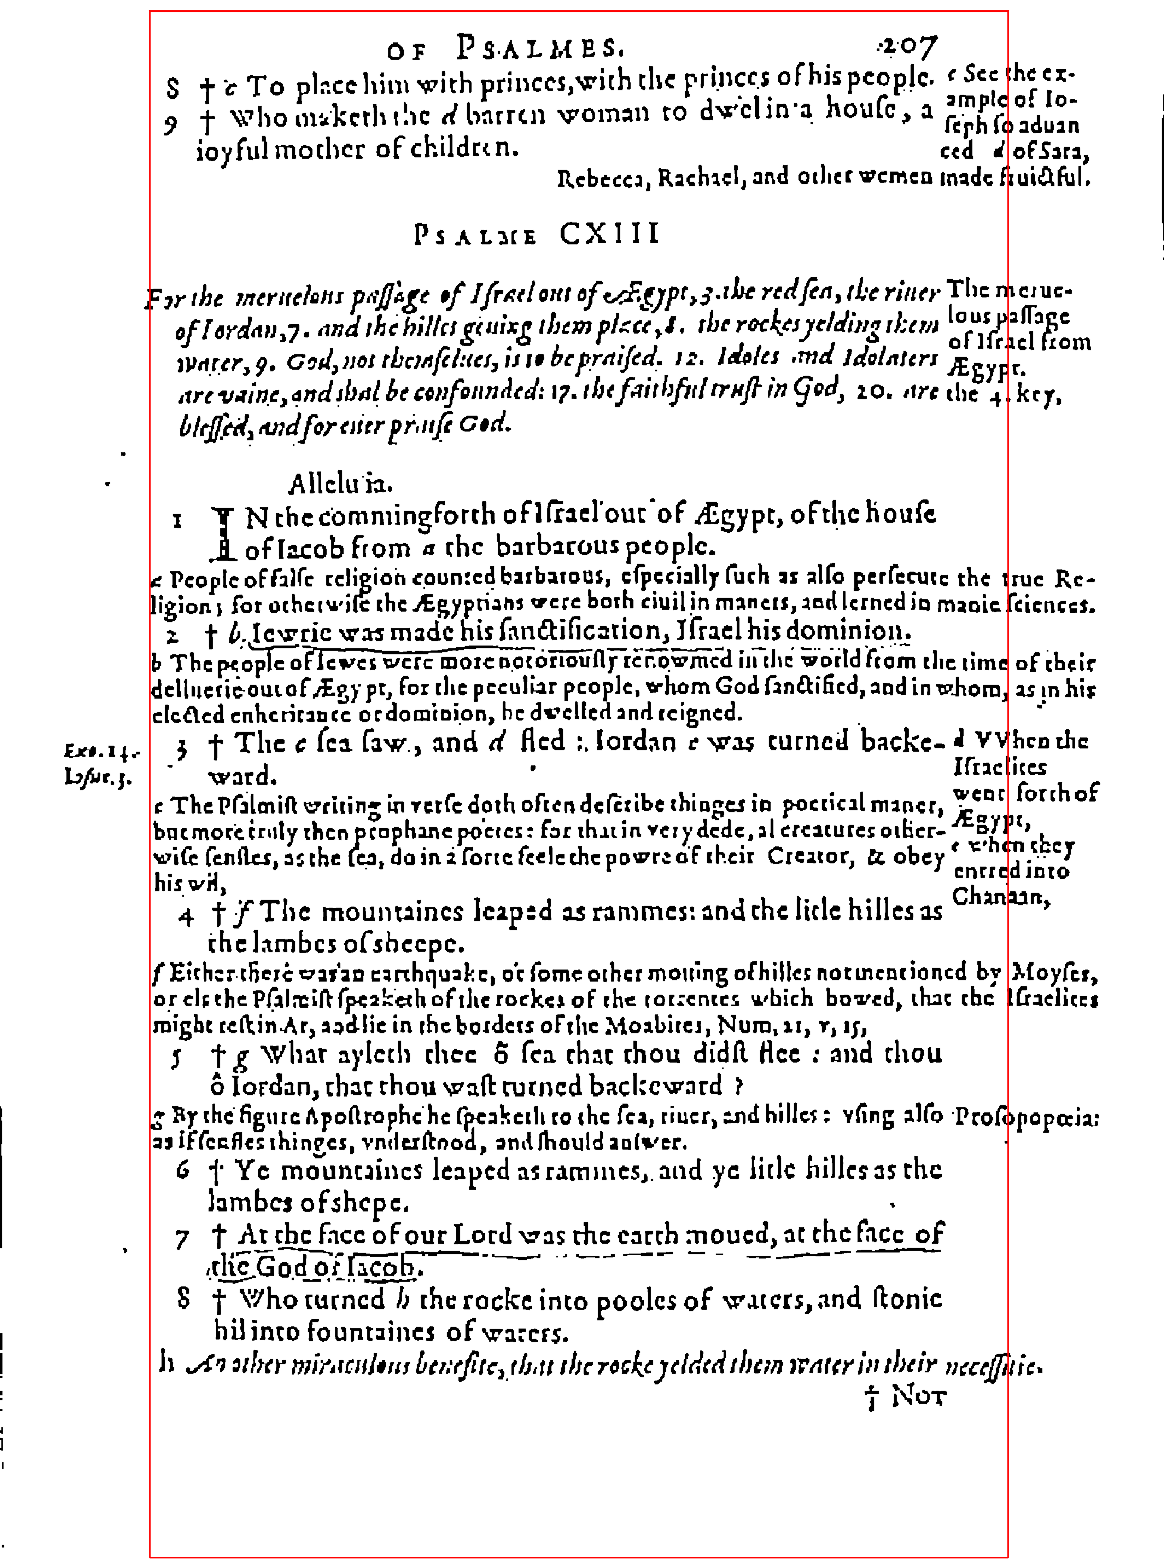 OF PSALMES. 207
8 † c To place him with princes, with the princes of his people.
9 † Who maketh the d barren woman to dwel in a houſe, a
ioyful mother of children.
c See the ex-
ample of Io-
ſeph ſo aduan
ced d of Sara,
Rebecca, Rachael, and other wemen made fruictful.
PSALME CXIII
For the meruelous paſſage of Iſrael out of Ægypt, 3. the red ſea, the riuer
of Iordan, 7. and the hilles geuing them place, 8. the rockes yelding them
water, 9. God, not themſelues, is to be praiſed. 12. Idoles and Idolaters
are vaine, and shal be confounded: 17. the faithful truſt in God, 20. are
bleſſed, and for euer praiſe God.
The meruе-
lous paſſage
of Iſrael from
Ægypt.
the 4. key,
Alleluia.
1 IN the comming forth of Iſrael out of Ægypt, of the houſe
of Iacob from a the barbarous people.
a People of falſe religion counted barbarous, eſpecially ſuch as alſo perſecute the true Re-
ligion; for otherwiſe the Ægyptians were both ciuil in maners, and lerned in manie ſciences.
2 † b Iewrie was made his ſanctification, Iſrael his dominion.
b The people of Iewes were more notoriouſly renowmed in the world from the time of their
deliuerie out of Ægypt, for the peculiar people, whom God ſanctified, and in whom, as in his
elected enheritance or dominion, he dwelled and reigned.
Exo. 14.
Ioſue. 3.
3 † The c ſea ſaw, and d fled: Iordan e was turned backe-
ward.
d VVhen the
Iſraelites
went forth of
Ægypt,
e when they
entred into
Chanaan,
c The Pſalmiſt writing in verſe doth often deſcribe thinges in poetical maner,
but more truly then prophane poetes: for that in very dede, al creatures other-
wiſe ſenſles, as the ſea, do in a ſorte feele the powre of their Creator, & obey
his wil,
4 † f The mountaines leaped as rammes: and the litle hilles as
the lambes of sheepe.
f Either there was an earthquake, or ſome other mouing of hilles not mentioned by Moyſes,
or els the Pſalmiſt ſpeaketh of the rockes of the torrentes which bowed, that the Iſraelites
might reſt in Ar, and lie in the borders of the Moabites, Num, 21, v, 15,
5 † g What ayleth thee ô ſea that thou didſt flee: and thou
ô Iordan, that thou waſt turned backeward?
g By the figure Apoſtrophe he ſpeaketh to the ſea, riuer, and hilles: vſing alſo Proſopopœia:
as if ſenſles thinges, vnderſtood, and ſhould anſwer.
6 † Ye mountaines leaped as rammes, and ye litle hilles as the
lambes of shepe.
7 † At the face of our Lord was the earth moued, at the face of
the God of Iacob.
8 † Who turned h the rocke into pooles of waters, and ſtonie
hil into fountaines of waters.
h An other miraculous benefite, that the rocke yelded them water in their neceſſitie.
† NOT